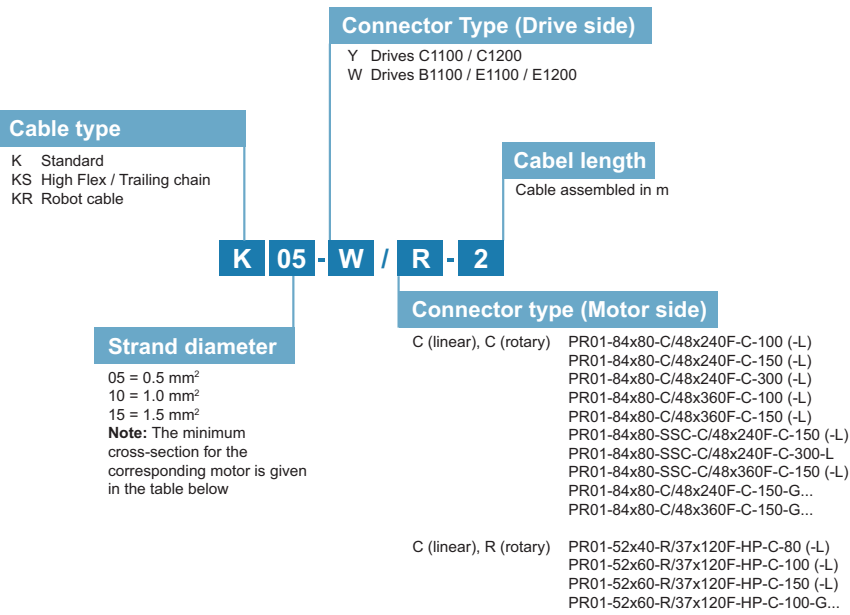 Connector Type (Drive side)
Y Drives C1100 / C1200
W Drives B1100 / E1100 / E1200
Cable type
K Standard
KS High Flex / Trailing chain
KR Robot cable
Cabel length
Cable assembled in m
K 05 - W / R - 2
Strand diameter
05 = 0.5 mm²
10 = 1.0 mm²
15 = 1.5 mm²
Note: The minimum
cross-section for the
corresponding motor is given
in the table below
Connector type (Motor side)
C (linear), C (rotary) PR01-84x80-C/48x240F-C-100 (-L)
PR01-84x80-C/48x240F-C-150 (-L)
PR01-84x80-C/48x240F-C-300 (-L)
PR01-84x80-C/48x360F-C-100 (-L)
PR01-84x80-C/48x360F-C-150 (-L)
PR01-84x80-SSC-C/48x240F-C-150 (-L)
PR01-84x80-SSC-C/48x240F-C-300-L
PR01-84x80-SSC-C/48x360F-C-150 (-L)
PR01-84x80-C/48x240F-C-150-G...
PR01-84x80-C/48x360F-C-150-G...
C (linear), R (rotary) PR01-52x40-R/37x120F-HP-C-80 (-L)
PR01-52x60-R/37x120F-HP-C-100 (-L)
PR01-52x60-R/37x120F-HP-C-150 (-L)
PR01-52x60-R/37x120F-HP-C-100-G...